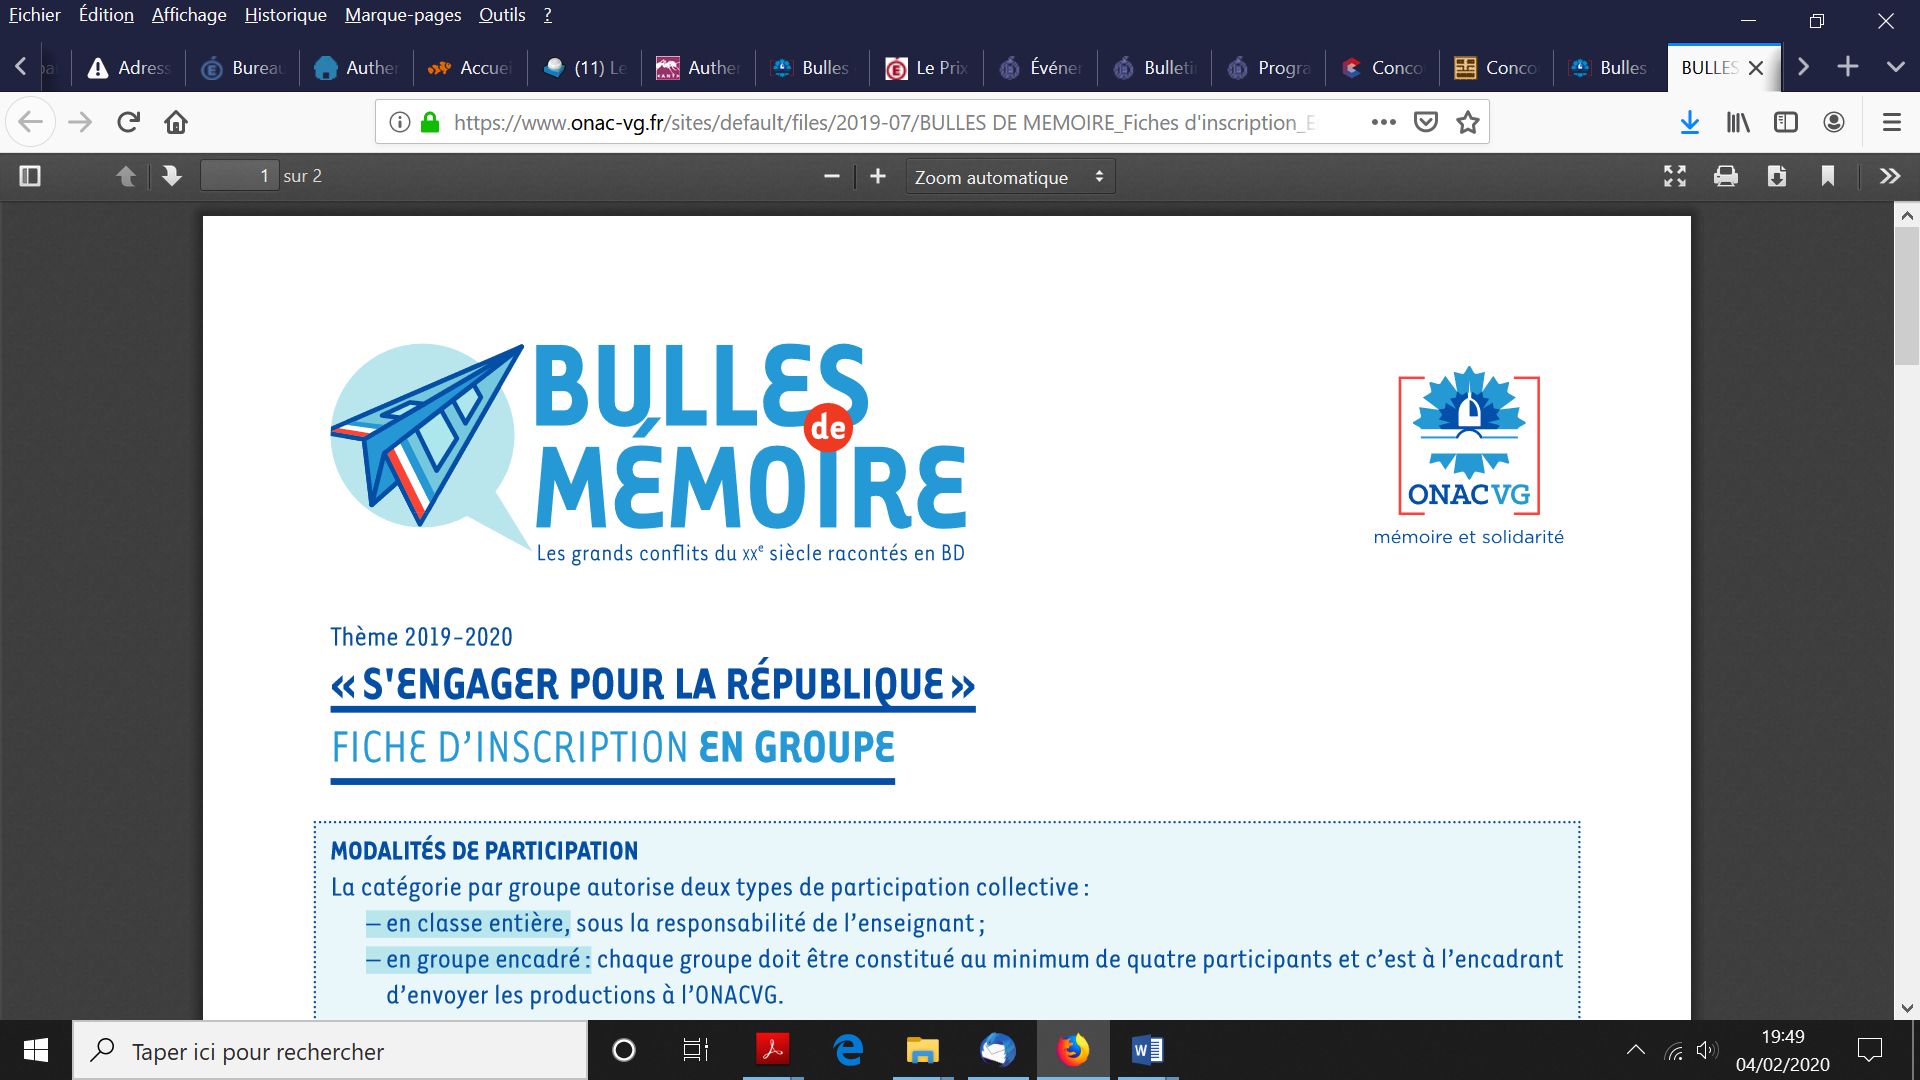 Fichier Édition Affichage Historique Marque-pages Outils ?
Adress Bureau Auther Accuei (11) Le Auther Bulles Le Prix Événer Bulletin Progra Conco Conco Bulles BULLES
https://www.onac-vg.fr/sites/default/files/2019-07/BULLES DE MEMOIRE_Fiches d'inscription_E
1 sur 2 Zoom automatique
BULLES
de
MÉMOIRE
Les grands conflits du XXe siècle racontés en BD
ONACVG
mémoire et solidarité
Thème 2019-2020
« S'ENGAGER POUR LA RÉPUBLIQUE »
FICHE D'INSCRIPTION EN GROUPE
MODALITÉS DE PARTICIPATION
La catégorie par groupe autorise deux types de participation collective :
– en classe entière, sous la responsabilité de l'enseignant ;
– en groupe encadré : chaque groupe doit être constitué au minimum de quatre participants et c'est à l'encadrant
d'envoyer les productions à l'ONACVG.
Taper ici pour rechercher
19:49
04/02/2020